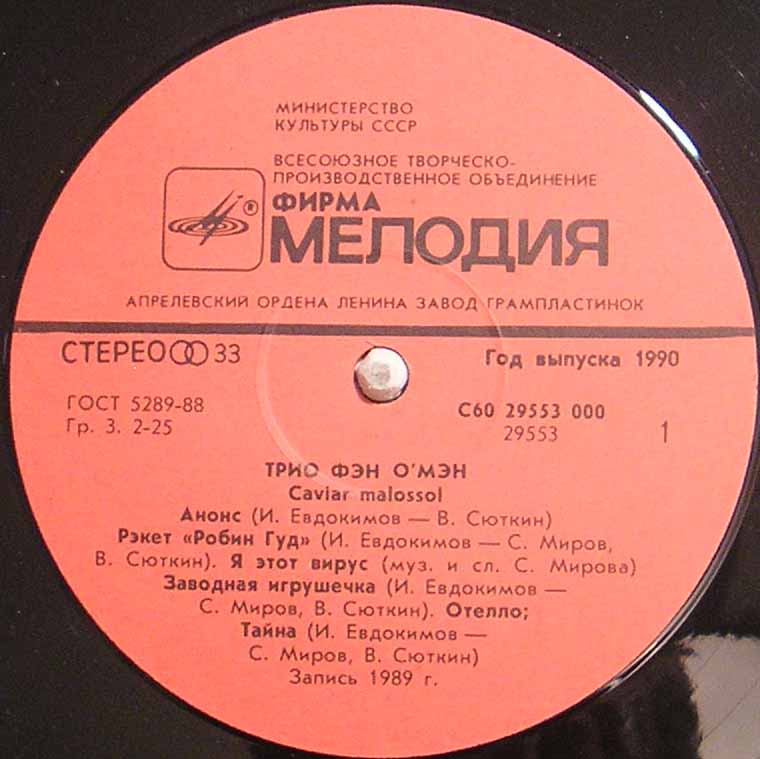 МИНИСТЕРСТВО
КУЛЬТУРЫ СССР
ВСЕСОЮЗНОЕ ТВОРЧЕСКО-
ПРОИЗВОДСТВЕННОЕ ОБЪЕДИНЕНИЕ
ФИРМА
®
МЕЛОДИЯ
АПРЕЛЕВСКИЙ ОРДЕНА ЛЕНИНА ЗАВОД ГРАМПЛАСТИНОК
СТЕРЕО 33
Год выпуска 1990
ГОСТ 5289-88
Гр. 3. 2-25
С60 29553 000
29553
1
ТРИО ФЭН О'МЭН
Caviar malossol
Анонс (И. Евдокимов — В. Сюткин)
Рэкет «Робин Гуд» (И. Евдокимов — С. Миров,
В. Сюткин). Я этот вирус (муз. и сл. С. Мирова)
Заводная игрушечка (И. Евдокимов —
С. Миров, В. Сюткин). Отелло;
Тайна (И. Евдокимов —
С. Миров, В. Сюткин)
Запись 1989 г.